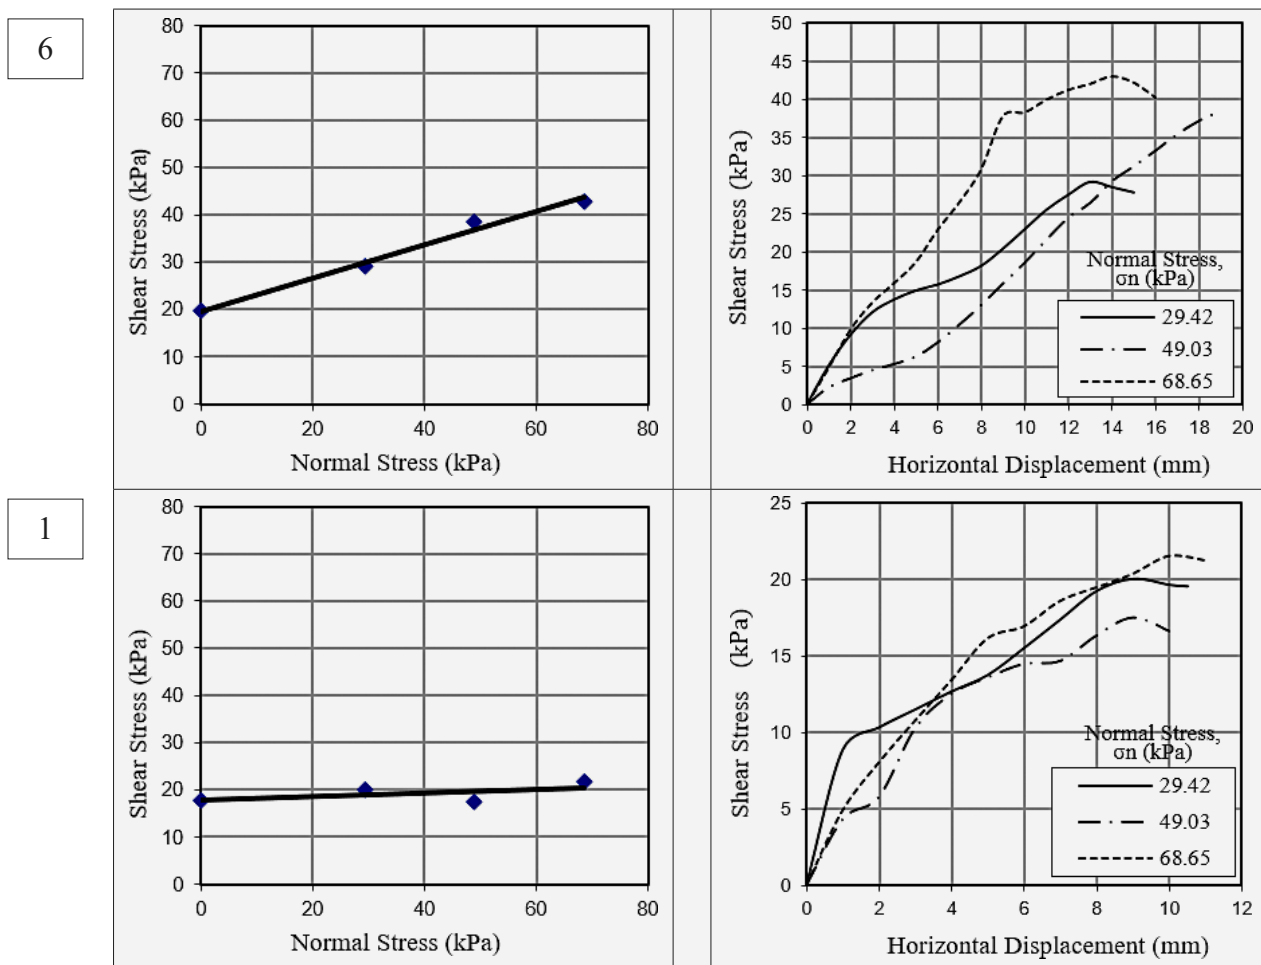 6
80
70
60
50
40
30
20
10
0
Shear Stress (kPa)
0 20 40 60 80
Normal Stress (kPa)
50
45
40
35
30
25
20
15
10
5
0
Shear Stress (kPa)
Normal Stress,
σn (kPa)
29.42
49.03
68.65
0 2 4 6 8 10 12 14 16 18 20
Horizontal Displacement (mm)
1
80
70
60
50
40
30
20
10
0
Shear Stress (kPa)
0 20 40 60 80
Normal Stress (kPa)
25
20
15
10
5
0
Shear Stress (kPa)
Normal Stress,
σn (kPa)
29.42
49.03
68.65
0 2 4 6 8 10 12
Horizontal Displacement (mm)